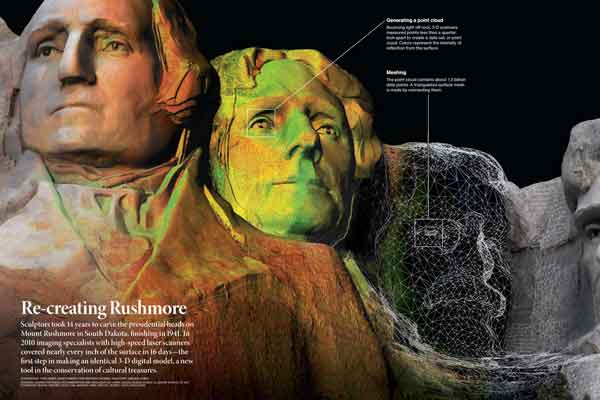 Generating a point cloud
Bouncing light off rock, 3-D scanners
measured points less than a quarter
inch apart to create a data set, or point
cloud. Colors represent the intensity of
reflection from the surface.
Meshing
The point cloud contains about 1.3 billion
data points. A triangulated surface mesh
is made by connecting them.
Re-creating Rushmore
Sculptors took 14 years to carve the presidential heads on
Mount Rushmore in South Dakota, finishing in 1941. In
2010 imaging specialists with high-speed laser scanners
covered nearly every inch of the surface in 16 days—the
first step in making an identical 3-D digital model, a new
tool in the conservation of cultural treasures.